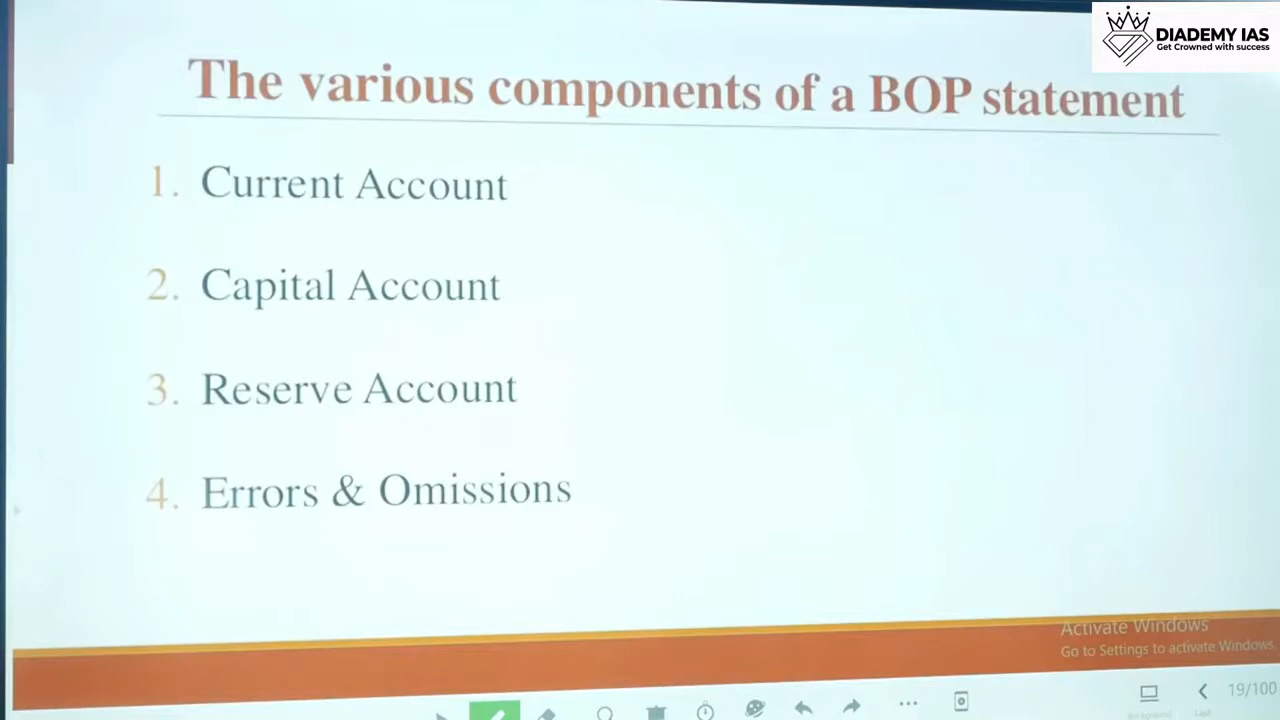 DIADEMY IAS
Get Crowned with success
The various components of a BOP statement
1. Current Account
2. Capital Account
3. Reserve Account
4. Errors & Omissions
Activate Windows
Go to Settings to activate Windows.
19/100